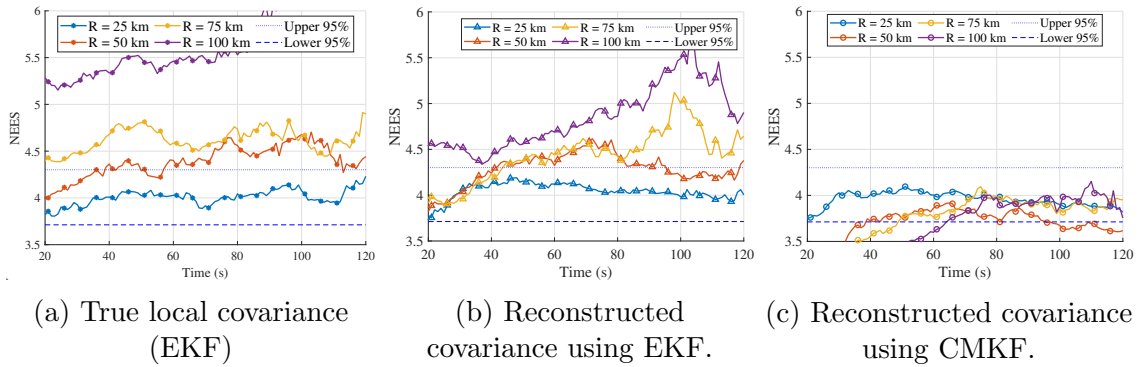 6
5.5
5
4.5
4
3.5
NEES
R = 25 km
R = 75 km
Upper 95%
R = 50 km
R = 100 km
Lower 95%
20 40 60 80 100 120
Time (s)
(a) True local covariance
(EKF)
6
5.5
5
4.5
4
3.5
NEES
R = 25 km
R = 75 km
Upper 95%
R = 50 km
R = 100 km
Lower 95%
20 40 60 80 100 120
Time (s)
(b) Reconstructed
covariance using EKF.
6
5.5
5
4.5
4
3.5
NEES
R = 25 km
R = 75 km
Upper 95%
R = 50 km
R = 100 km
Lower 95%
20 40 60 80 100 120
Time (s)
(c) Reconstructed covariance
using CMKF.